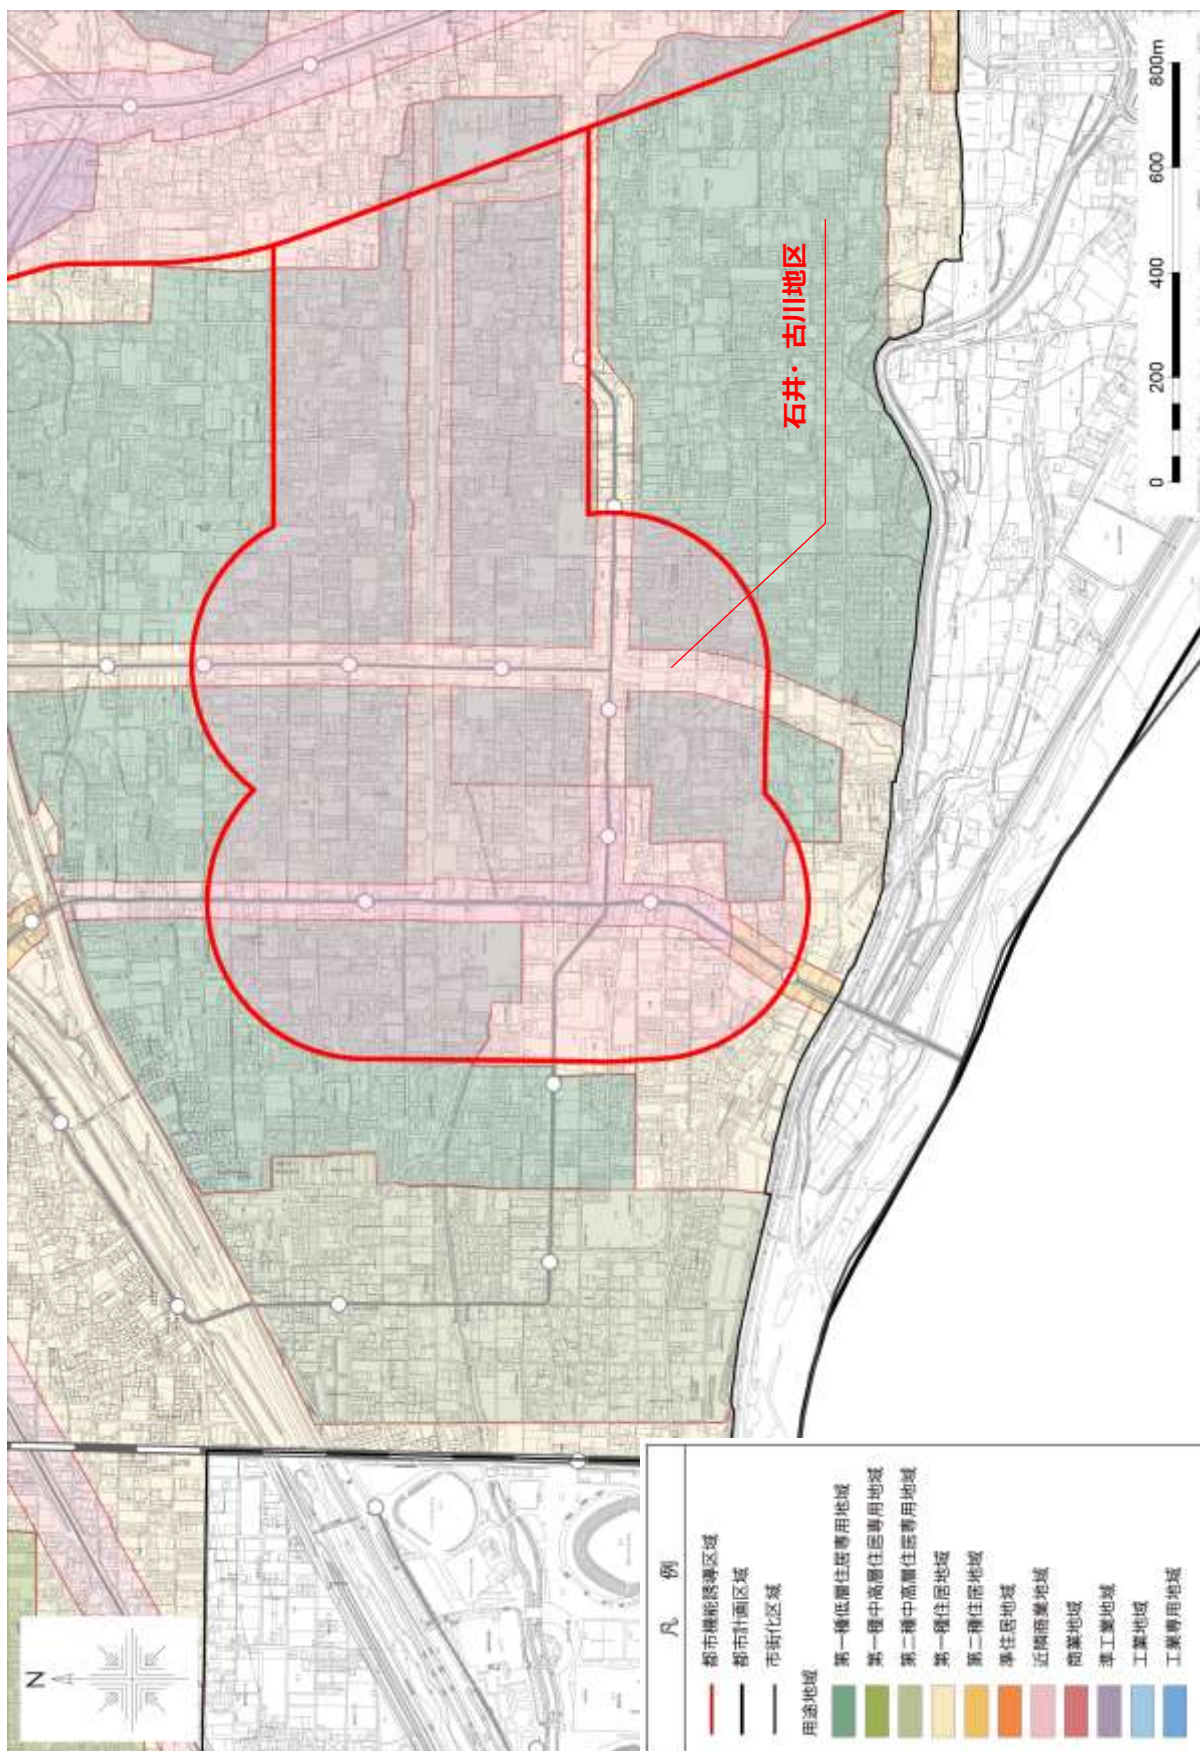 石井・古川地区
0 200 400 600 800m
N
凡 例
都市機能誘導区域
都市計画区域
市街化区域
用途地域
第一種低層住居専用地域
第一種中高層住居専用地域
第二種中高層住居専用地域
第一種住居地域
第二種住居地域
準住居地域
近隣商業地域
商業地域
準工業地域
工業地域
工業専用地域